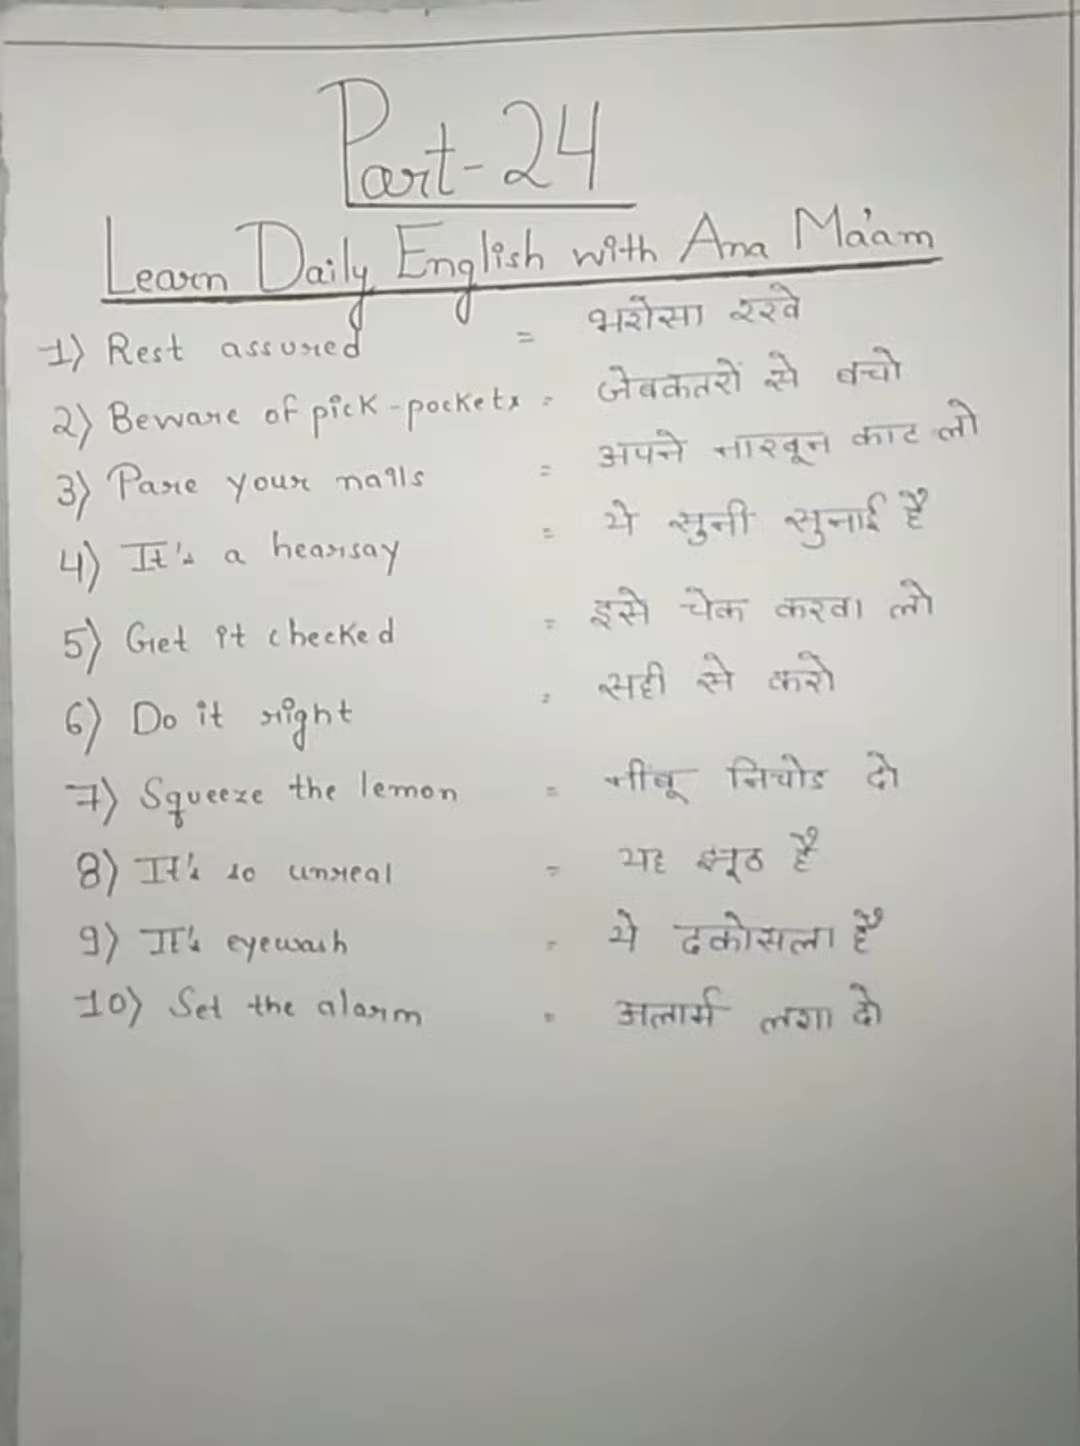 Part-24
Learn Daily English with Ana Ma'am
1) Rest assured = भरोसा रखे
2) Beware of pick-pockets = जेबकतरों से बचो
3) Pare your nails = अपने नाखून काट लो
4) It's a hearsay = ये सुनी सुनाई है
5) Get it checked = इसे चेक करवा लो
6) Do it right = सही से करो
7) Squeeze the lemon = नींबू निचोड दो
8) It's so unreal = यह झूठ है
9) It's eyewash = ये ढकोसला है
10) Set the alarm = अलार्म लगा दो